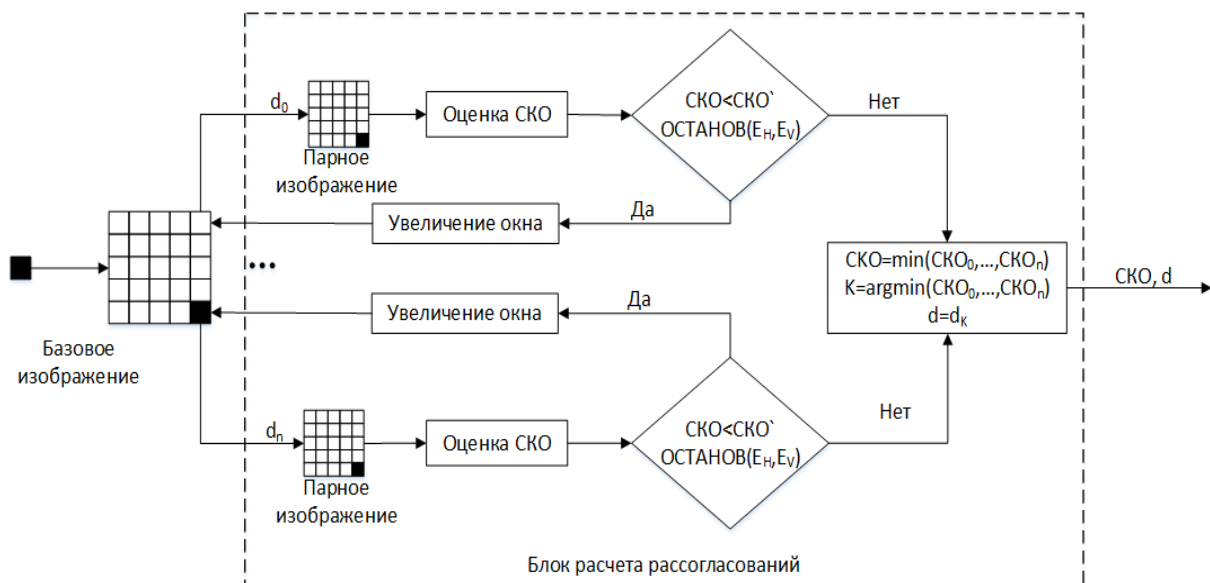 d₀
Парное
изображение
Оценка СКО
СКО<СКО`
ОСТАНОВ(Eн,Eᵥ)
Нет
Увеличение окна
Да
...
Базовое
изображение
СКО=min(СКО₀,...,СКОₙ)
K=argmin(СКО₀,...,СКОₙ)
d=dₖ
СКО, d
Увеличение окна
Да
dₙ
Парное
изображение
Оценка СКО
СКО<СКО`
ОСТАНОВ(Eн,Eᵥ)
Нет
Блок расчета рассогласований